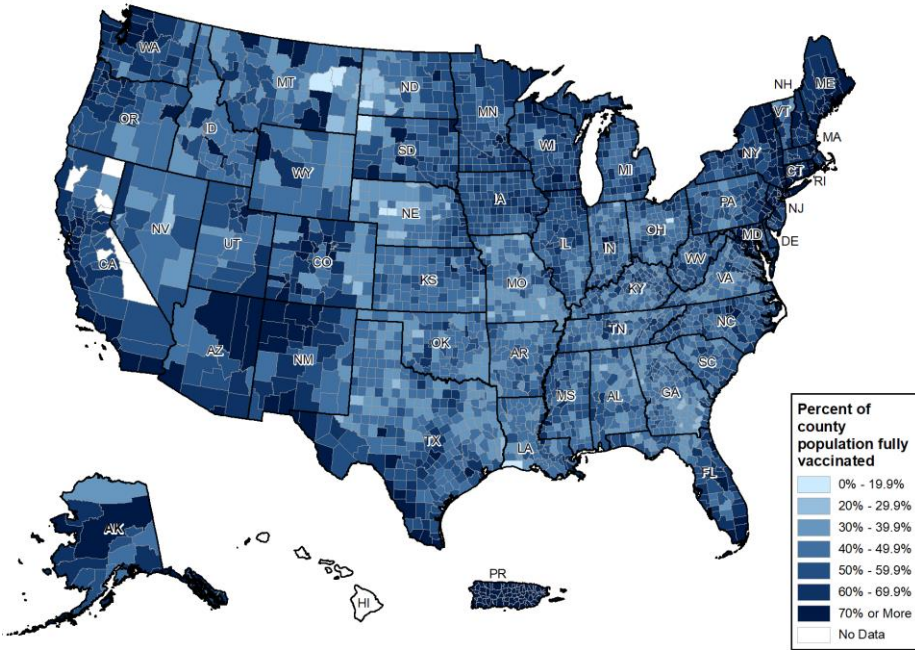 WA
MT
ND
MN
OR
ID
SD
WI
MI
NH
VT
ME
NY
MA
CT
RI
WY
IA
PA
NJ
NE
NV
UT
CO
IL
IN
OH
MD
DE
CA
KS
MO
WV
VA
KY
NC
TN
AZ
NM
OK
AR
SC
MS
AL
GA
TX
LA
FL
AK
HI
PR
Percent of
county
population fully
vaccinated
0% - 19.9%
20% - 29.9%
30% - 39.9%
40% - 49.9%
50% - 59.9%
60% - 69.9%
70% or More
No Data